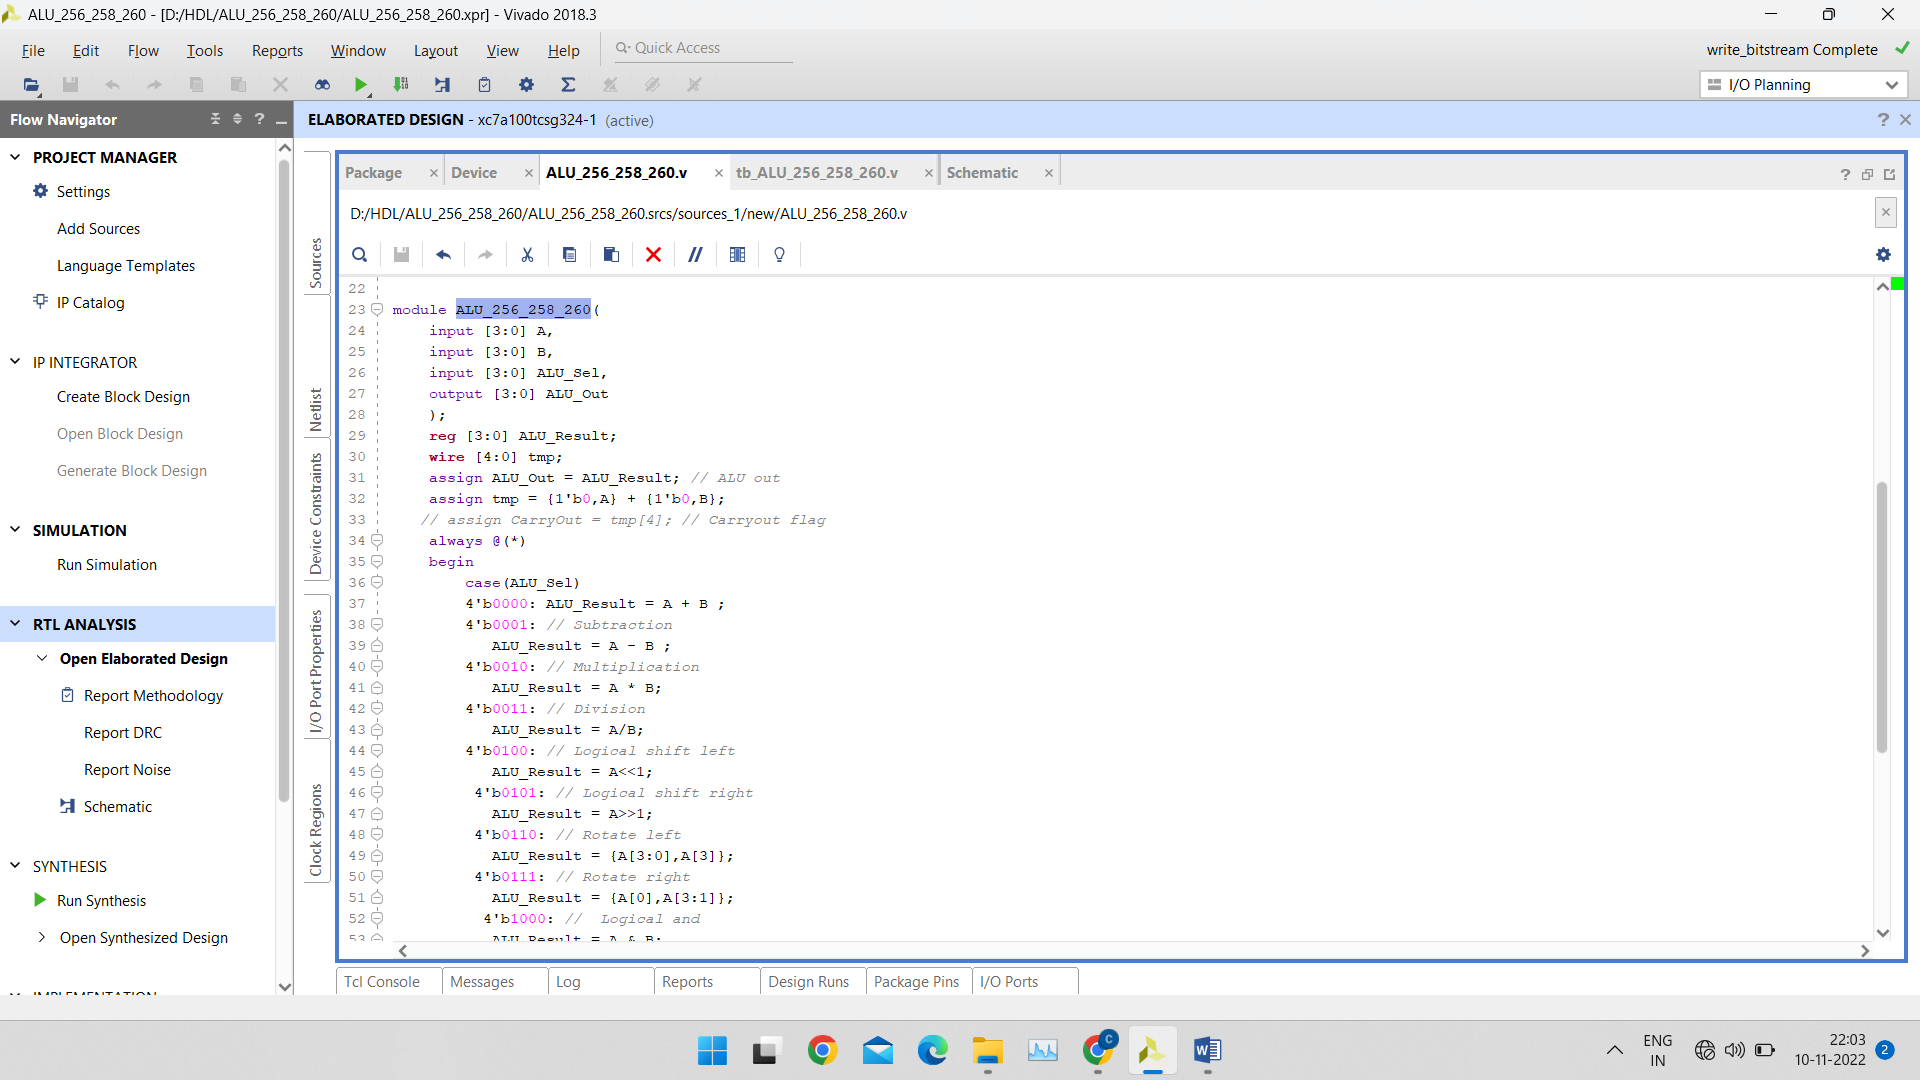 ALU_256_258_260 - [D:/HDL/ALU_256_258_260/ALU_256_258_260.xpr] - Vivado 2018.3
File Edit Flow Tools Reports Window Layout View Help Quick Access
write_bitstream Complete
I/O Planning
Flow Navigator
ELABORATED DESIGN - xc7a100tcsg324-1 (active)
PROJECT MANAGER
Settings
Add Sources
Language Templates
IP Catalog
IP INTEGRATOR
Create Block Design
Open Block Design
Generate Block Design
SIMULATION
Run Simulation
RTL ANALYSIS
Open Elaborated Design
Report Methodology
Report DRC
Report Noise
Schematic
SYNTHESIS
Run Synthesis
Open Synthesized Design
IMPLEMENTATION
Sources
Netlist
Device Constraints
I/O Port Properties
Clock Regions
Package Device ALU_256_258_260.v tb_ALU_256_258_260.v Schematic
D:/HDL/ALU_256_258_260/ALU_256_258_260.srcs/sources_1/new/ALU_256_258_260.v
22
23 module ALU_256_258_260(
24 input [3:0] A,
25 input [3:0] B,
26 input [3:0] ALU_Sel,
27 output [3:0] ALU_Out
28 );
29 reg [3:0] ALU_Result;
30 wire [4:0] tmp;
31 assign ALU_Out = ALU_Result; // ALU out
32 assign tmp = {1'b0,A} + {1'b0,B};
33 // assign CarryOut = tmp[4]; // Carryout flag
34 always @(*)
35 begin
36 case(ALU_Sel)
37 4'b0000: ALU_Result = A + B ;
38 4'b0001: // Subtraction
39 ALU_Result = A - B ;
40 4'b0010: // Multiplication
41 ALU_Result = A * B;
42 4'b0011: // Division
43 ALU_Result = A/B;
44 4'b0100: // Logical shift left
45 ALU_Result = A<<1;
46 4'b0101: // Logical shift right
47 ALU_Result = A>>1;
48 4'b0110: // Rotate left
49 ALU_Result = {A[3:0],A[3]};
50 4'b0111: // Rotate right
51 ALU_Result = {A[0],A[3:1]};
52 4'b1000: // Logical and
53 ALU_Result = A & B;
Tcl Console Messages Log Reports Design Runs Package Pins I/O Ports
ENG
IN
22:03
10-11-2022
2